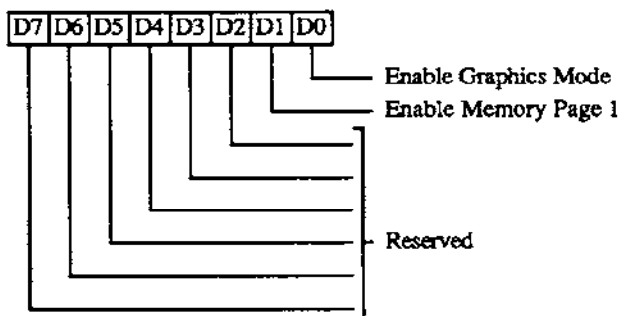 D7 D6 D5 D4 D3 D2 D1 D0
Enable Graphics Mode
Enable Memory Page 1
Reserved